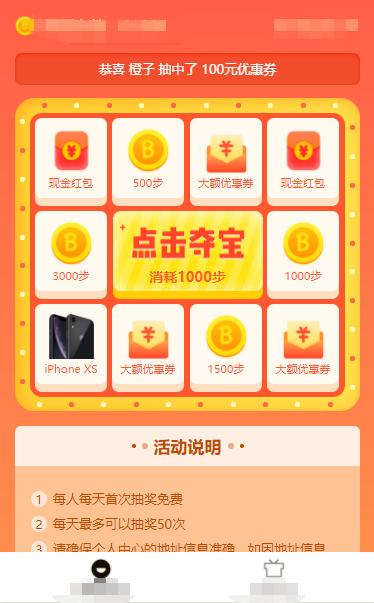 恭喜 橙子 抽中了 100元优惠券
现金红包 500步 大额优惠券 现金红包
3000步 点击夺宝 1000步
消耗1000步
iPhone XS 大额优惠券 1500步 大额优惠券
活动说明
1 每人每天首次抽奖免费
2 每天最多可以抽奖50次
3 请确保个人中心的地址信息准确，如因地址信息